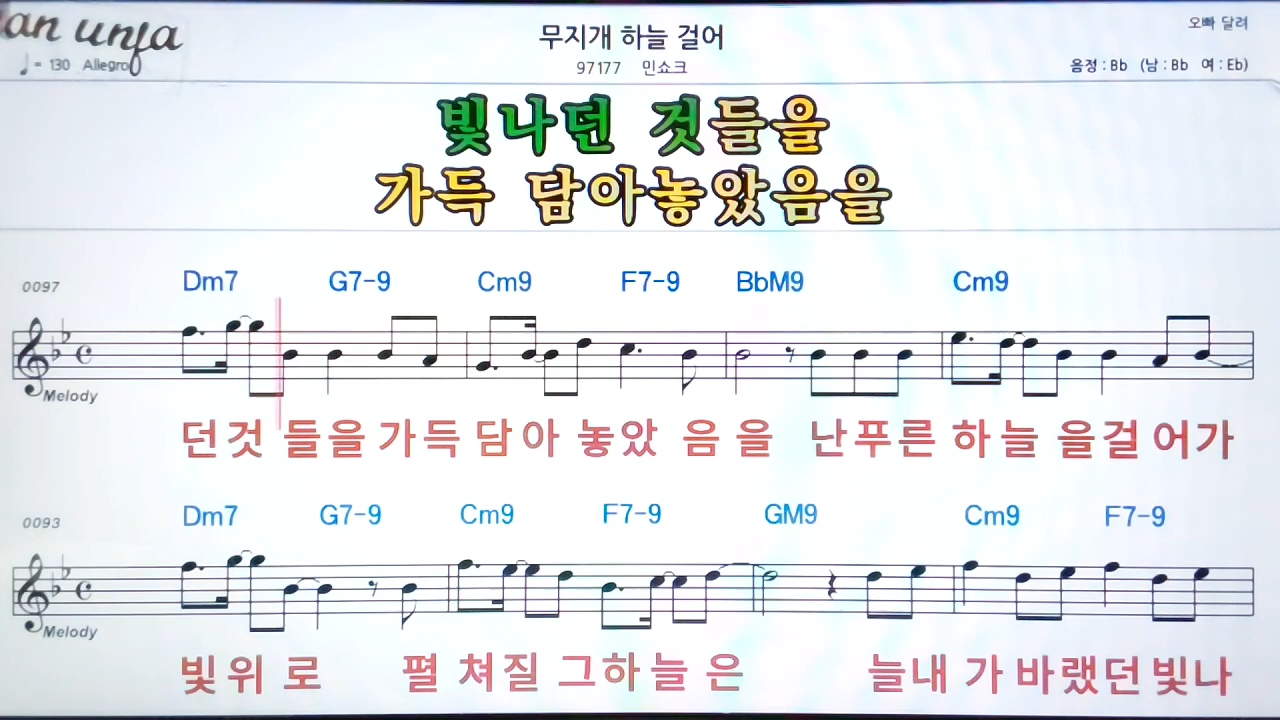 an unfa
♩= 130 Allegro
무지개 하늘 걸어
97177 민쇼크
오빠 달려
음정 : Bb (남 : Bb 여 : Eb)
빛나던 것들을
가득 담아놓았음을
0097 Dm7 G7-9 Cm9 F7-9 BbM9 Cm9
Melody
던것 들을 가득 담아 놓았 음 을 난푸른 하늘 을걸 어가
0093 Dm7 G7-9 Cm9 F7-9 GM9 Cm9 F7-9
Melody
빛위 로 펼 쳐질 그하늘 은 늘내 가 바랬던 빛나